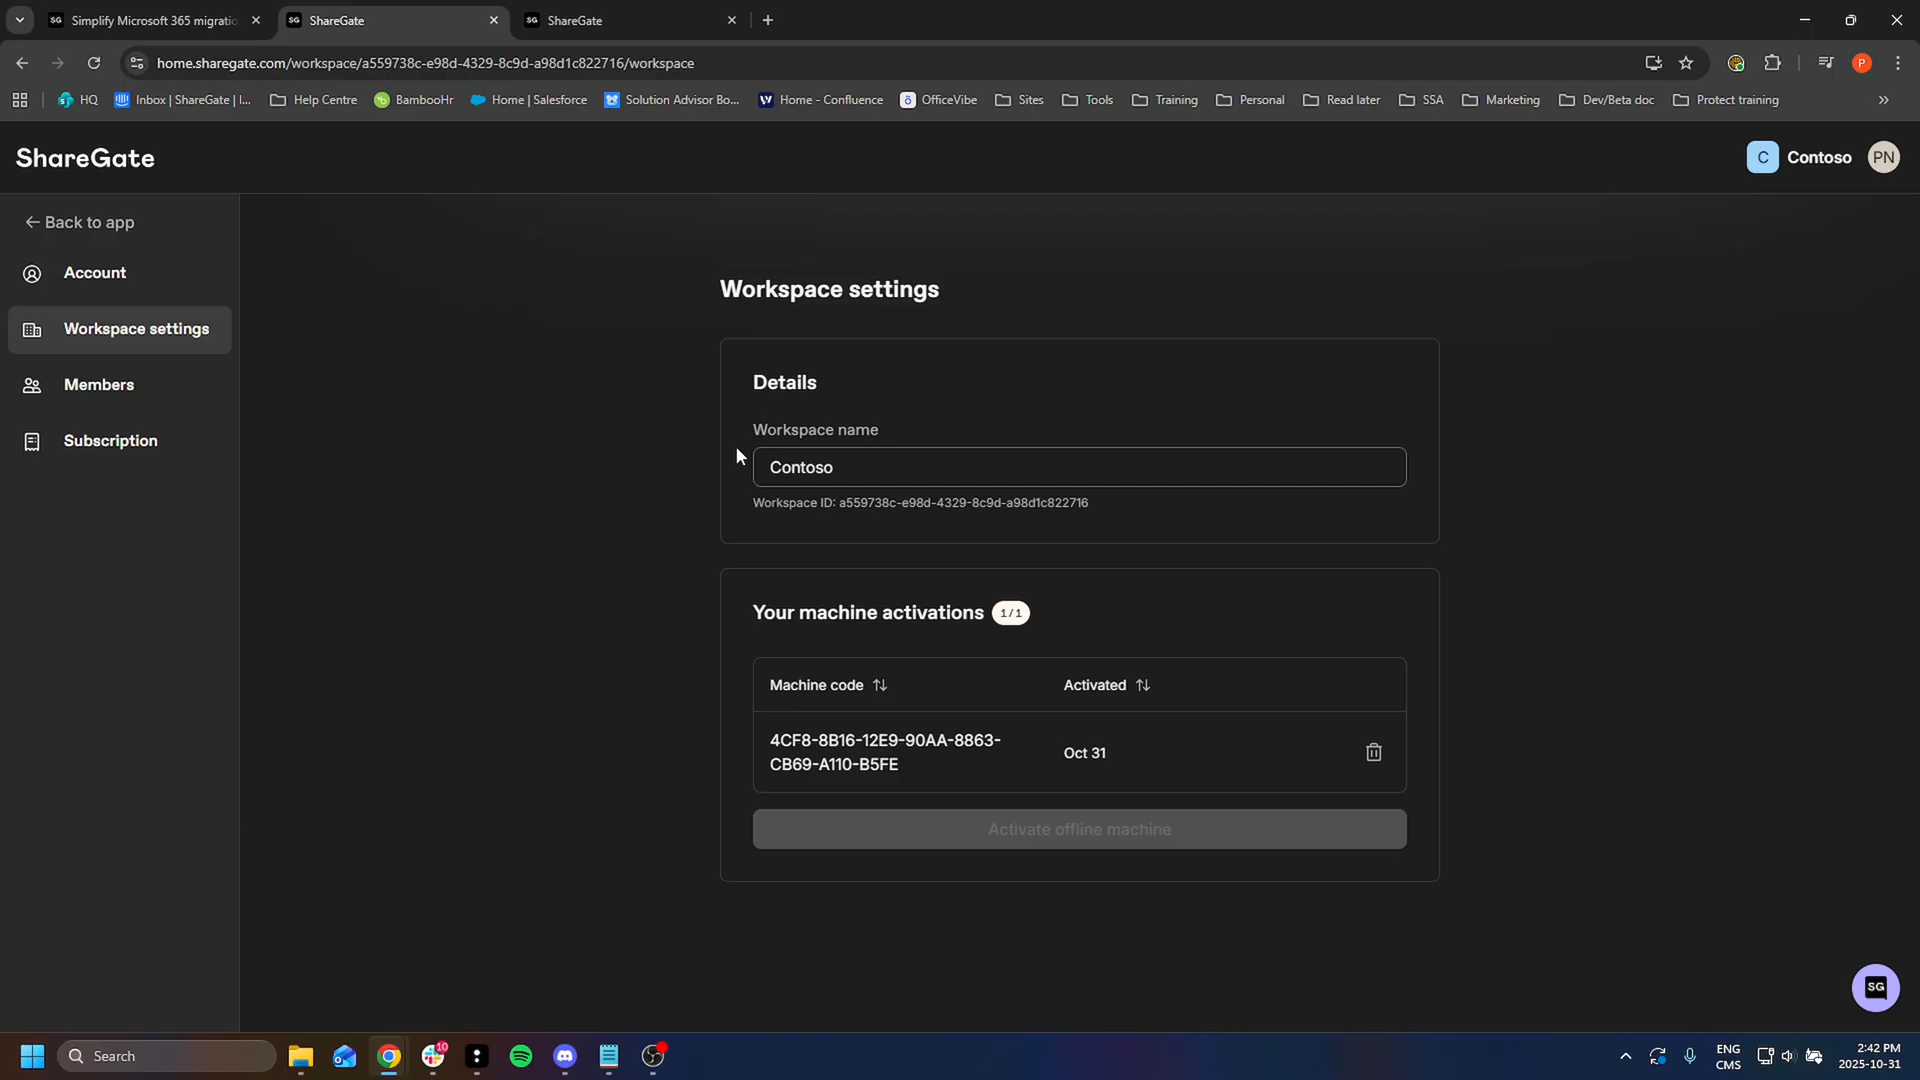 SG Simplify Microsoft 365 migratio
SG ShareGate
SG ShareGate
home.sharegate.com/workspace/a559738c-e98d-4329-8c9d-a98d1c822716/workspace
P
HQ
Inbox | ShareGate | I...
Help Centre
BambooHr
Home | Salesforce
Solution Advisor Bo...
Home - Confluence
OfficeVibe
Sites
Tools
Training
Personal
Read later
SSA
Marketing
Dev/Beta doc
Protect training
ShareGate
C Contoso PN
Back to app
Account
Workspace settings
Members
Subscription
Workspace settings
Details
Workspace name
Contoso
Workspace ID: a559738c-e98d-4329-8c9d-a98d1c822716
Your machine activations 1/1
Machine code Activated
4CF8-8B16-12E9-90AA-8863-
CB69-A110-B5FE
Oct 31
Activate offline machine
SG
Search
10
ENG
CMS
2:42 PM
2025-10-31